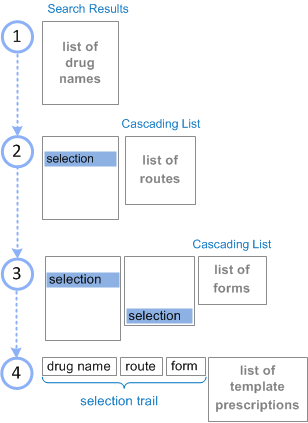 Search Results
1
list of
drug
names
Cascading List
2
selection
list of
routes
Cascading List
3
selection
selection
list of
forms
4
drug name
route
form
list of
template
prescriptions
selection trail